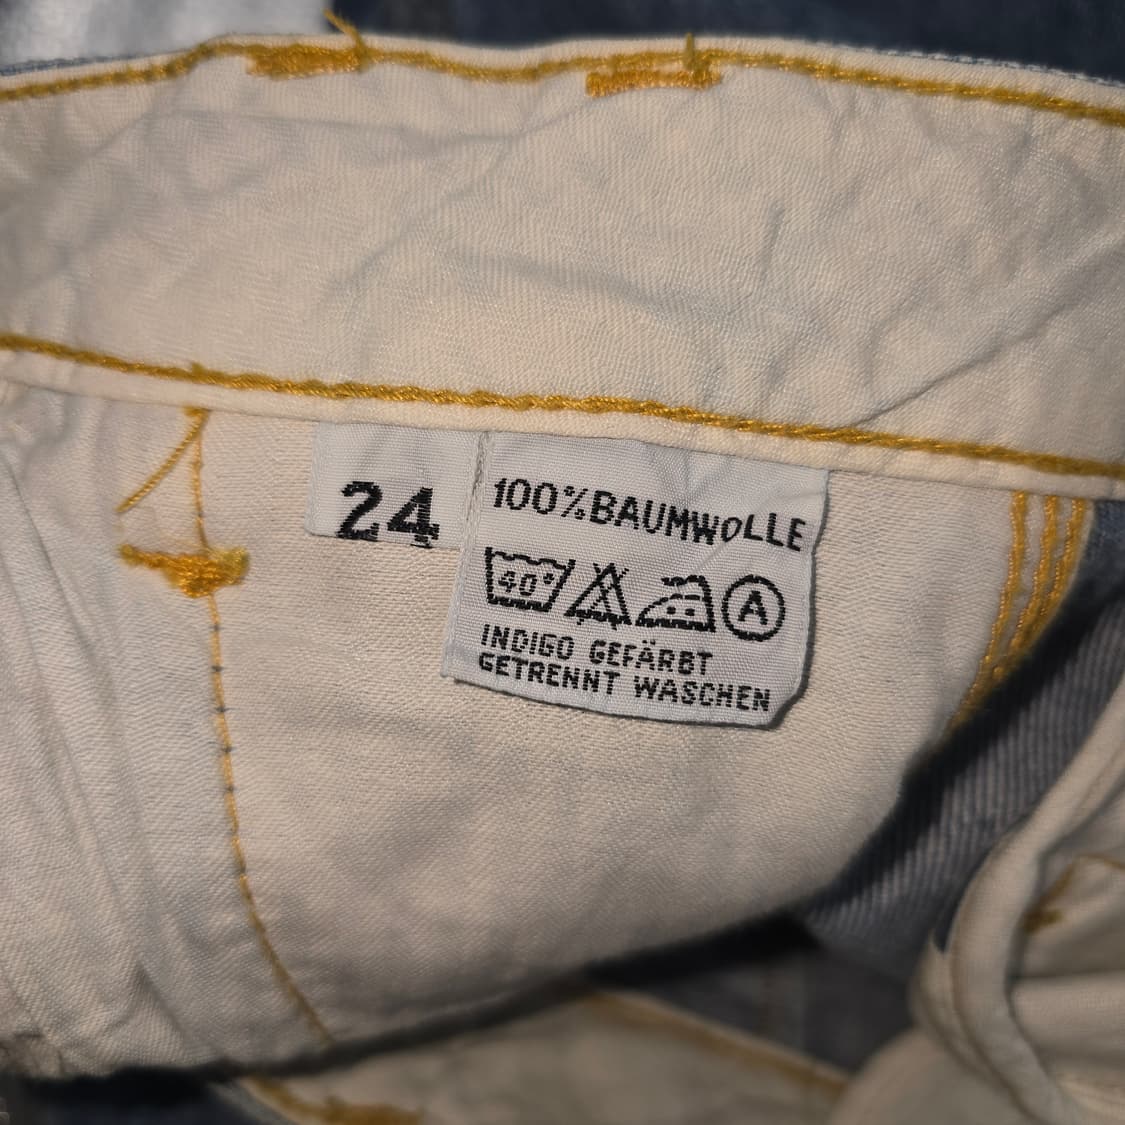 24
100%BAUMWOLLE
40°
A
INDIGO GEFÄRBT
GETRENNT WASCHEN